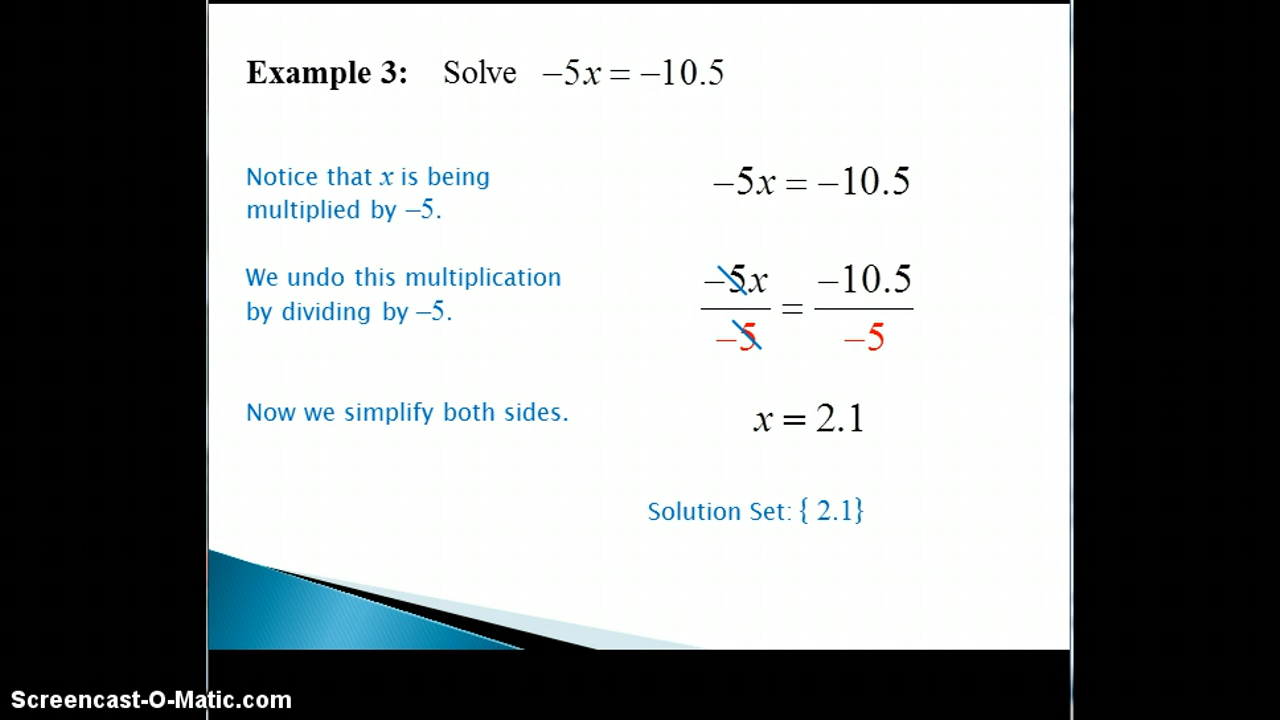 Example 3: Solve −5x = −10.5
Notice that x is being
multiplied by −5.
−5x = −10.5
We undo this multiplication
by dividing by −5.
−5x / −5 = −10.5 / −5
Now we simplify both sides.
x = 2.1
Solution Set: { 2.1}
Screencast-O-Matic.com